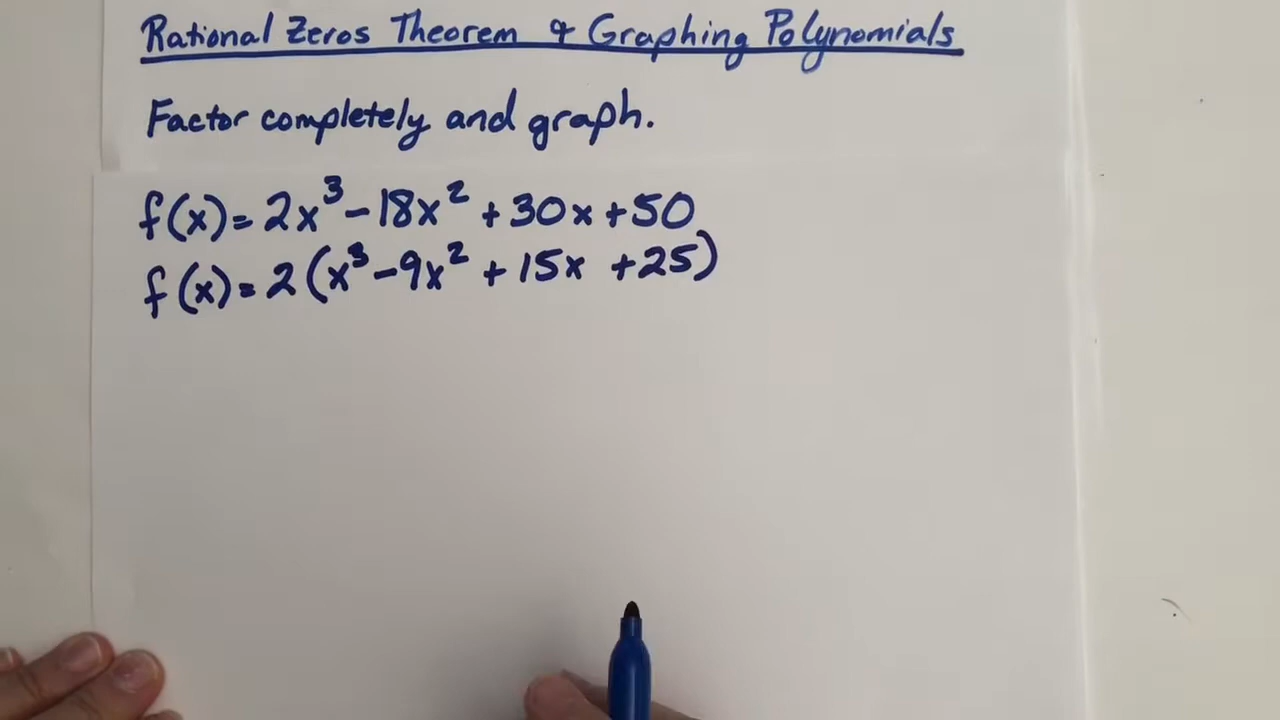 Rational Zeros Theorem & Graphing Polynomials
Factor completely and graph.
f(x)=2x³-18x²+30x+50
f(x)=2(x³-9x²+15x+25)